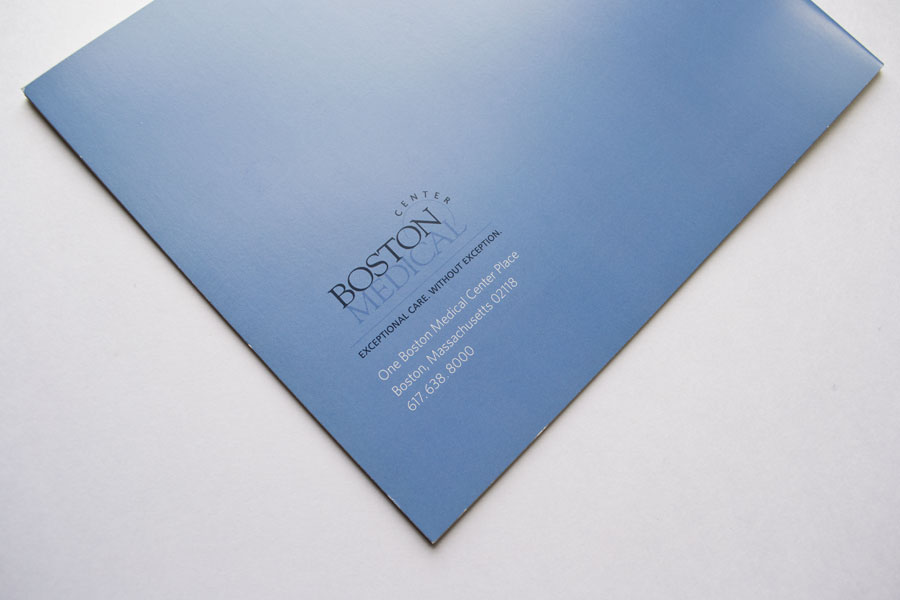 CENTER
BOSTON
MEDICAL
EXCEPTIONAL CARE. WITHOUT EXCEPTION.
One Boston Medical Center Place
Boston, Massachusetts 02118
617. 638. 8000